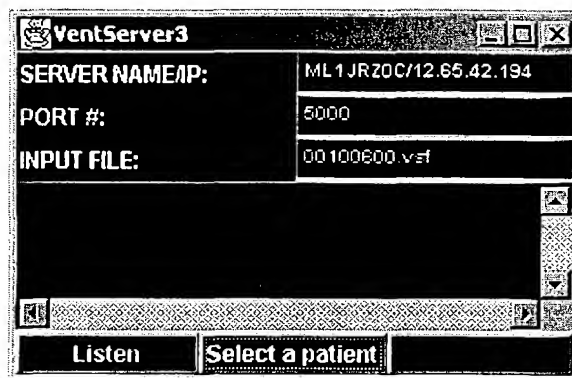 VentServer3
SERVER NAME/IP: ML1JRZ0C/12.65.42.194
PORT #: 5000
INPUT FILE: 00100600.vsf
Listen Select a patient